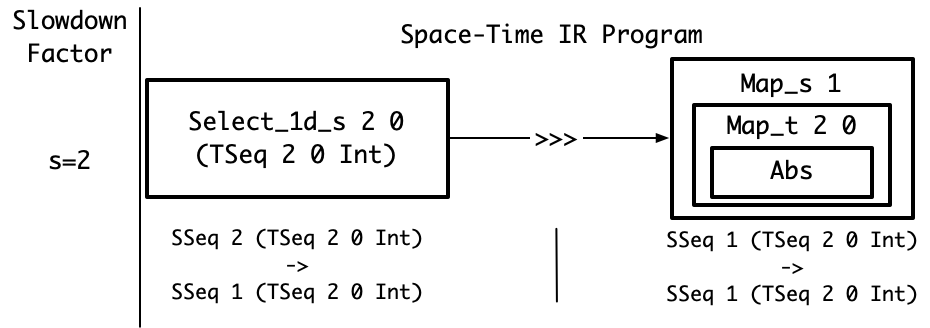 Slowdown
Factor
Space-Time IR Program
s=2
Select_1d_s 2 0
(TSeq 2 0 Int)
>>>
Map_s 1
Map_t 2 0
Abs
SSeq 2 (TSeq 2 0 Int)
->
SSeq 1 (TSeq 2 0 Int)
SSeq 1 (TSeq 2 0 Int)
->
SSeq 1 (TSeq 2 0 Int)